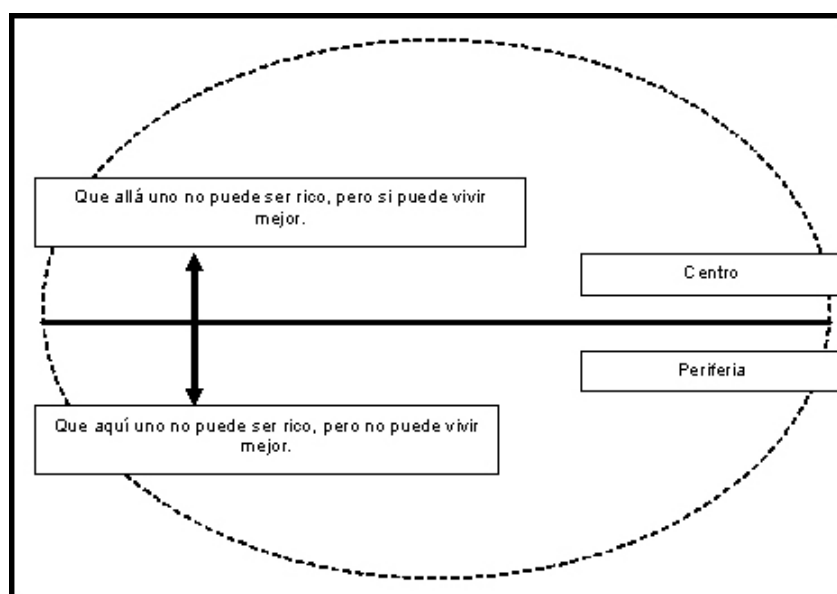 Que allá uno no puede ser rico, pero si puede vivir
mejor.
Centro
Periferia
Que aquí uno no puede ser rico, pero no puede vivir
mejor.